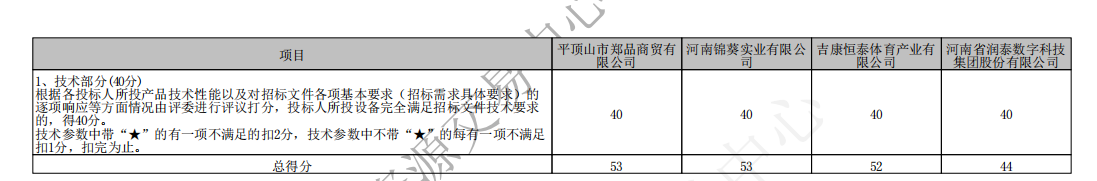 项目
平顶山市郑品商贸有
限公司
河南锦葵实业有限公
司
吉康恒泰体育产业有
限公司
河南省润泰数字科技
集团股份有限公司
1、技术部分(40分)
根据各投标人所投产品技术性能以及对招标文件各项基本要求（招标需求具体要求）的
逐项响应等方面情况由评委进行评议打分，投标人所投设备完全满足招标文件技术要求
的，得40分。
技术参数中带“★”的有一项不满足的扣2分，技术参数中不带“★”的每有一项不满足
扣1分，扣完为止。
40
40
40
40
总得分
53
53
52
44
源交易
中心